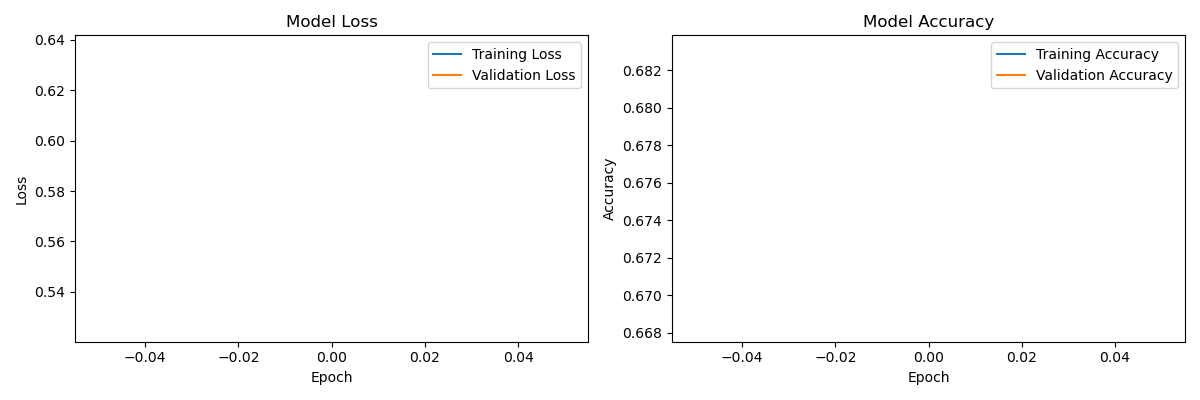 Model Loss
Training Loss
Validation Loss
0.64
0.62
0.60
0.58
0.56
0.54
Loss
−0.04 −0.02 0.00 0.02 0.04
Epoch
Model Accuracy
Training Accuracy
Validation Accuracy
0.682
0.680
0.678
0.676
0.674
0.672
0.670
0.668
Accuracy
−0.04 −0.02 0.00 0.02 0.04
Epoch